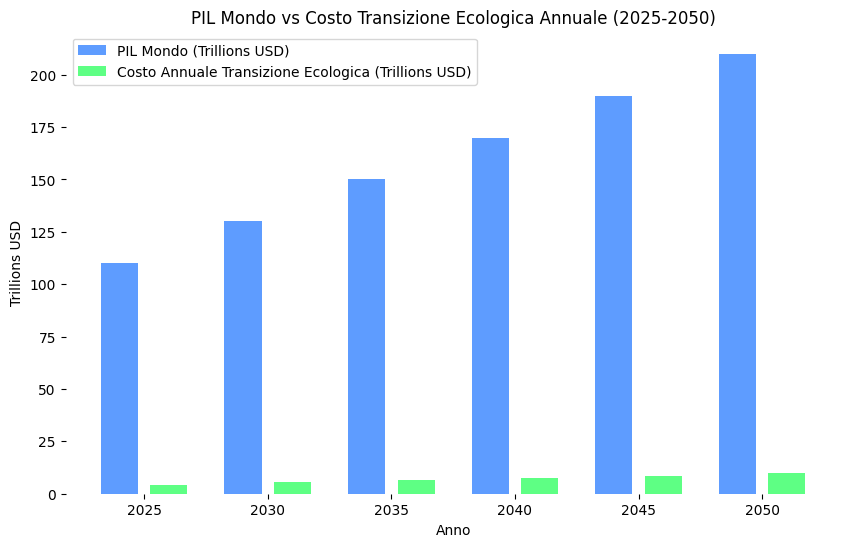 PIL Mondo vs Costo Transizione Ecologica Annuale (2025-2050)
PIL Mondo (Trillions USD)
Costo Annuale Transizione Ecologica (Trillions USD)
Trillions USD
200
175
150
125
100
75
50
25
0
2025 2030 2035 2040 2045 2050
Anno